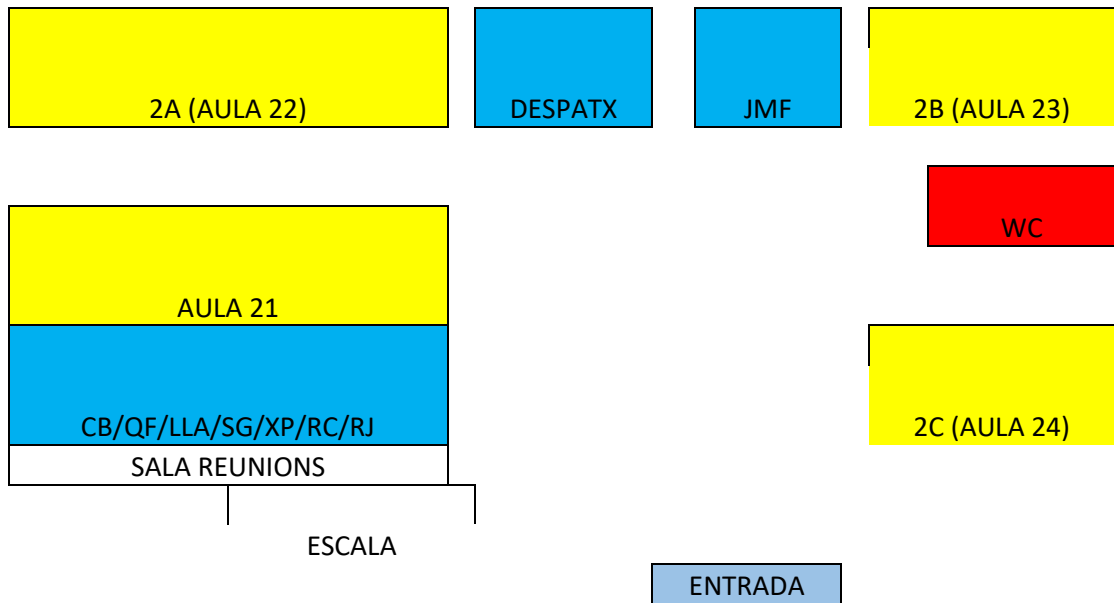 2A (AULA 22)
DESPATX
JMF
2B (AULA 23)
WC
AULA 21
CB/QF/LLA/SG/XP/RC/RJ
2C (AULA 24)
SALA REUNIONS
ESCALA
ENTRADA